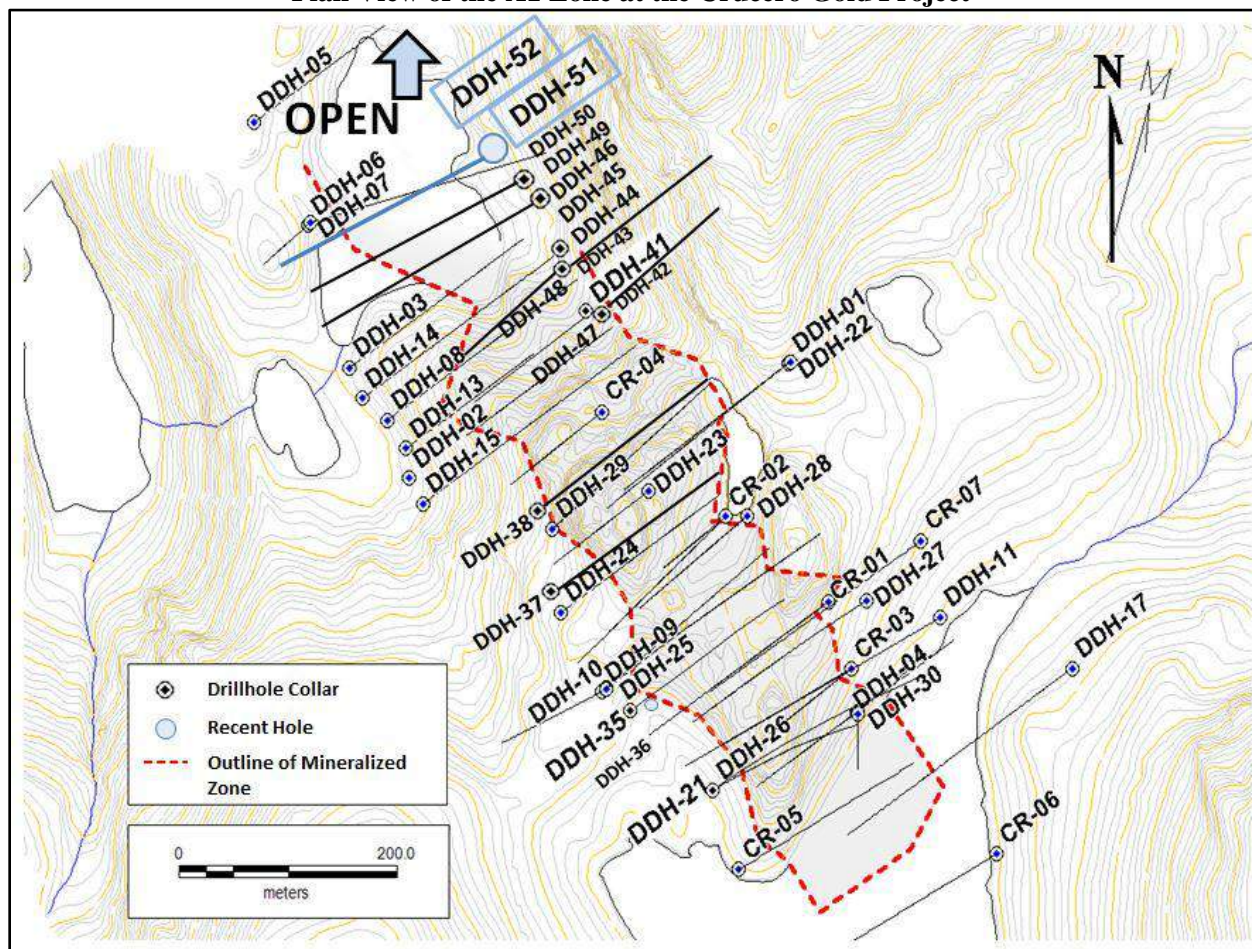 Plan View of the A1 Zone at the Crucero Gold Project
DDH-05
OPEN
DDH-52
DDH-51
N
DDH-50
DDH-49
DDH-46
DDH-45
DDH-44
DDH-43
DDH-06
DDH-07
DDH-41
DDH-42
DDH-48
DDH-47
DDH-03
DDH-14
DDH-08
DDH-13
DDH-02
DDH-15
CR-04
DDH-01
DDH-22
DDH-29
DDH-23
DDH-38
CR-02
DDH-28
CR-07
DDH-24
DDH-37
CR-01
DDH-27
DDH-11
CR-03
DDH-17
DDH-09
DDH-10
DDH-25
DDH-04
DDH-30
DDH-35
DDH-36
DDH-26
DDH-21
CR-05
CR-06
Drillhole Collar
Recent Hole
Outline of Mineralized
Zone
0 200.0
meters